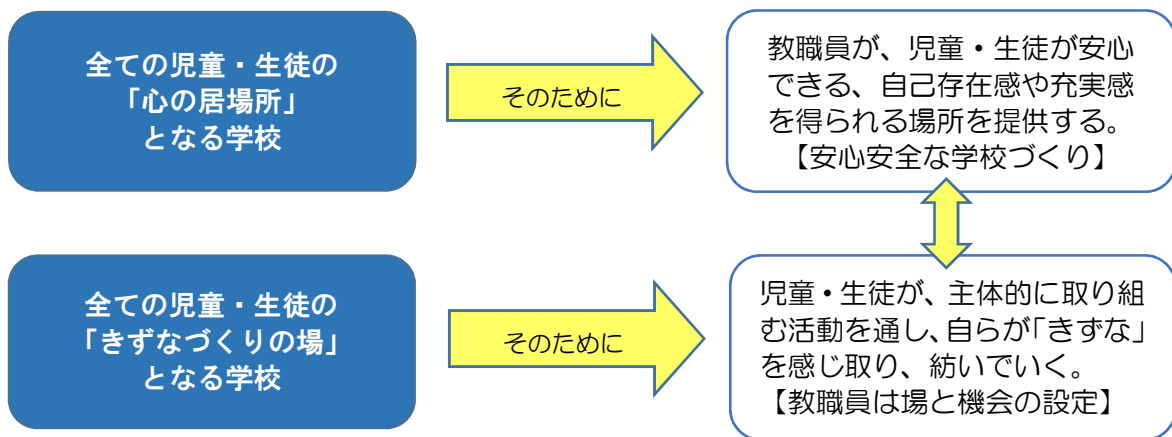 全ての児童・生徒の
「心の居場所」
となる学校
そのために
教職員が、児童・生徒が安心
できる、自己存在感や充実感
を得られる場所を提供する。
【安心安全な学校づくり】
全ての児童・生徒の
「きずなづくりの場」
となる学校
そのために
児童・生徒が、主体的に取り組
む活動を通し、自らが「きずな」
を感じ取り、紡いでいく。
【教職員は場と機会の設定】